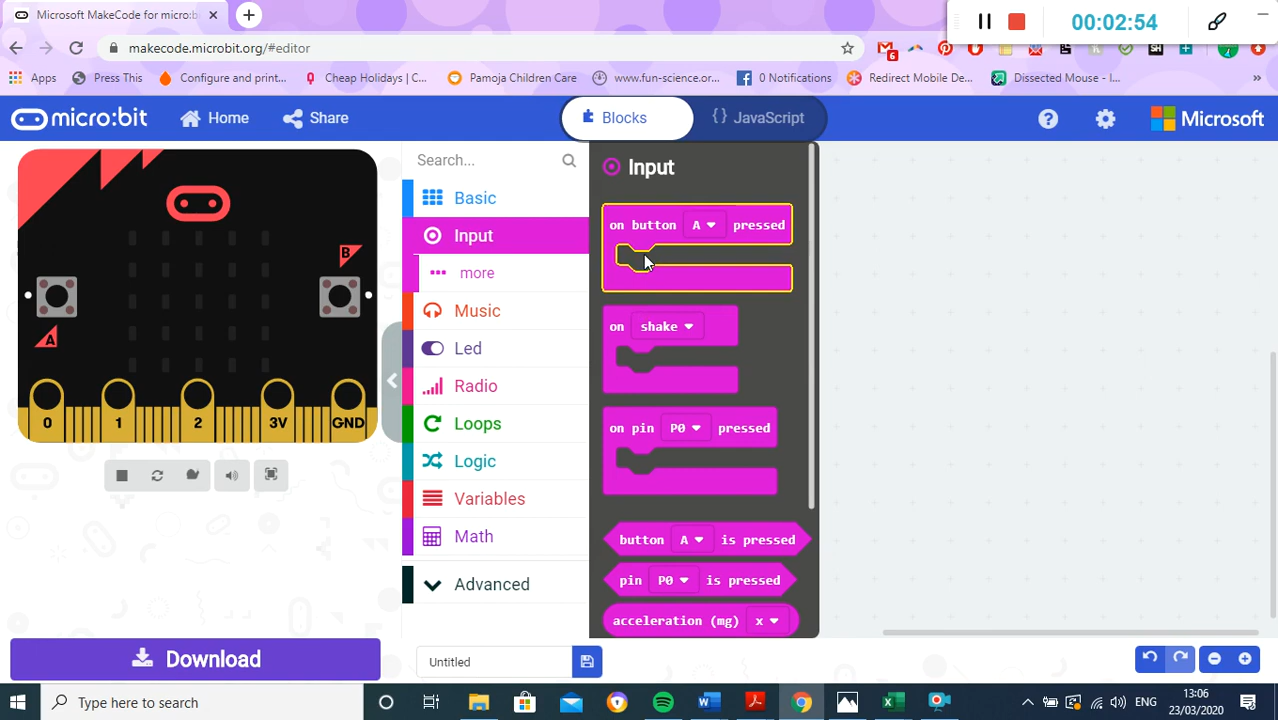 Microsoft MakeCode for micro:bit
00:02:54
makecode.microbit.org/#editor
6
Apps
Press This
Configure and print...
Cheap Holidays | C...
Pamoja Children Care
www.fun-science.o...
0 Notifications
Redirect Mobile De...
Dissected Mouse - l...
»
micro:bit
Home
Share
Blocks
{} JavaScript
Microsoft
Search...
Basic
Input
more
Music
Led
Radio
Loops
Logic
Variables
Math
Advanced
Input
on button A pressed
on shake
on pin P0 pressed
button A is pressed
pin P0 is pressed
acceleration (mg) x
B
A
0 1 2 3V GND
Download
Untitled
Type here to search
ENG
13:06
23/03/2020